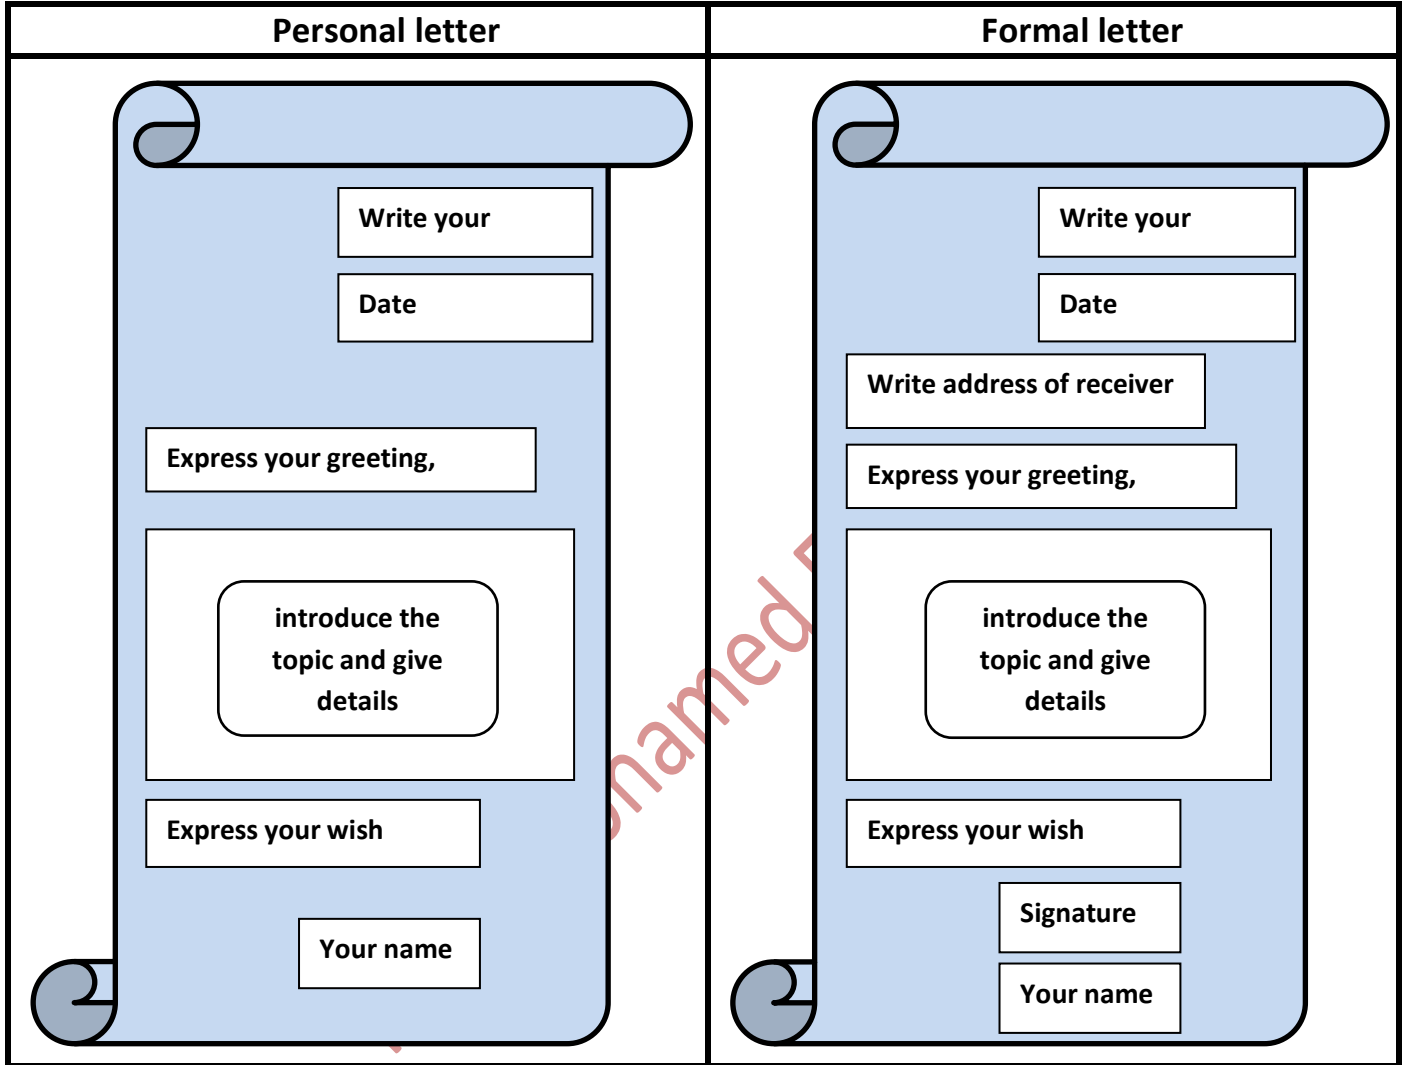 Personal letter
Formal letter
Write your
Date
Express your greeting,
introduce the
topic and give
details
Express your wish
Your name
Write your
Date
Write address of receiver
Express your greeting,
introduce the
topic and give
details
Express your wish
Signature
Your name